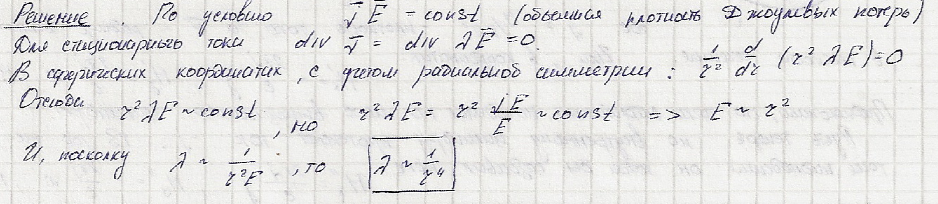 Решение. По условию j̅ E̅ = const (объемная плотность Джоулевых потерь)
Для стационарного тока div j̅ = div λE̅ = 0.
В сферических координатах, с учетом радиальной симметрии: 1/r² d/dr (r² λE) = 0
Отсюда r² λE ~ const, но r² λE = r² jE/E ~ const => E ~ r²
И, посколку λ ~ 1/r²E, то λ ~ 1/r⁴